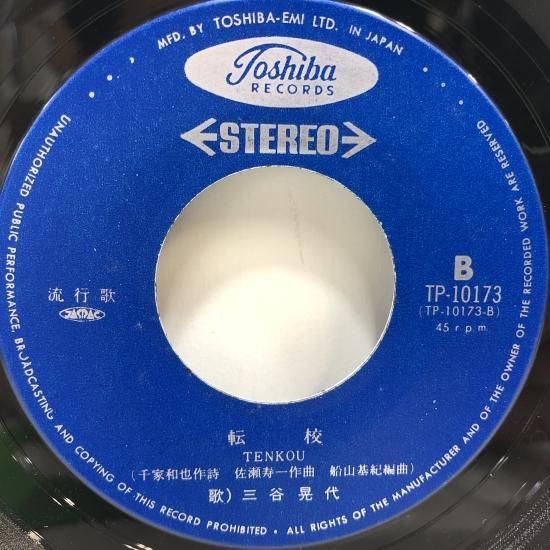 MFD. BY TOSHIBA-EMI LTD. IN JAPAN
Toshiba
RECORDS
STEREO
流行歌
JASRAC
B
TP-10173
(TP-10173-B)
45 r.p.m.
転校
TENKOU
(千家和也作詩 佐瀬寿一作曲 船山基紀編曲)
歌) 三谷晃代
UNAUTHORIZED PUBLIC PERFORMANCE, BROADCASTING AND COPYING OF THIS RECORD PROHIBITED • ALL RIGHTS OF THE MANUFACTURER AND OF THE OWNER OF THE RECORDED WORK ARE RESERVED